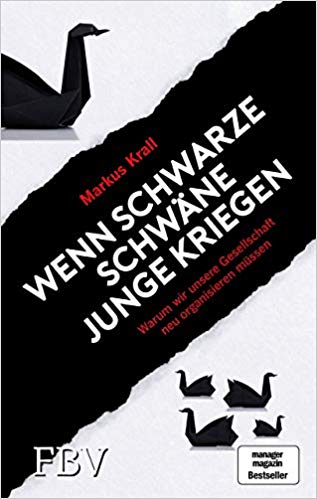 Markus Krall
WENN SCHWARZE
SCHWÄNE
JUNGE KRIEGEN
Warum wir unsere Gesellschaft
neu organisieren müssen
FBV
manager
magazin
Bestseller